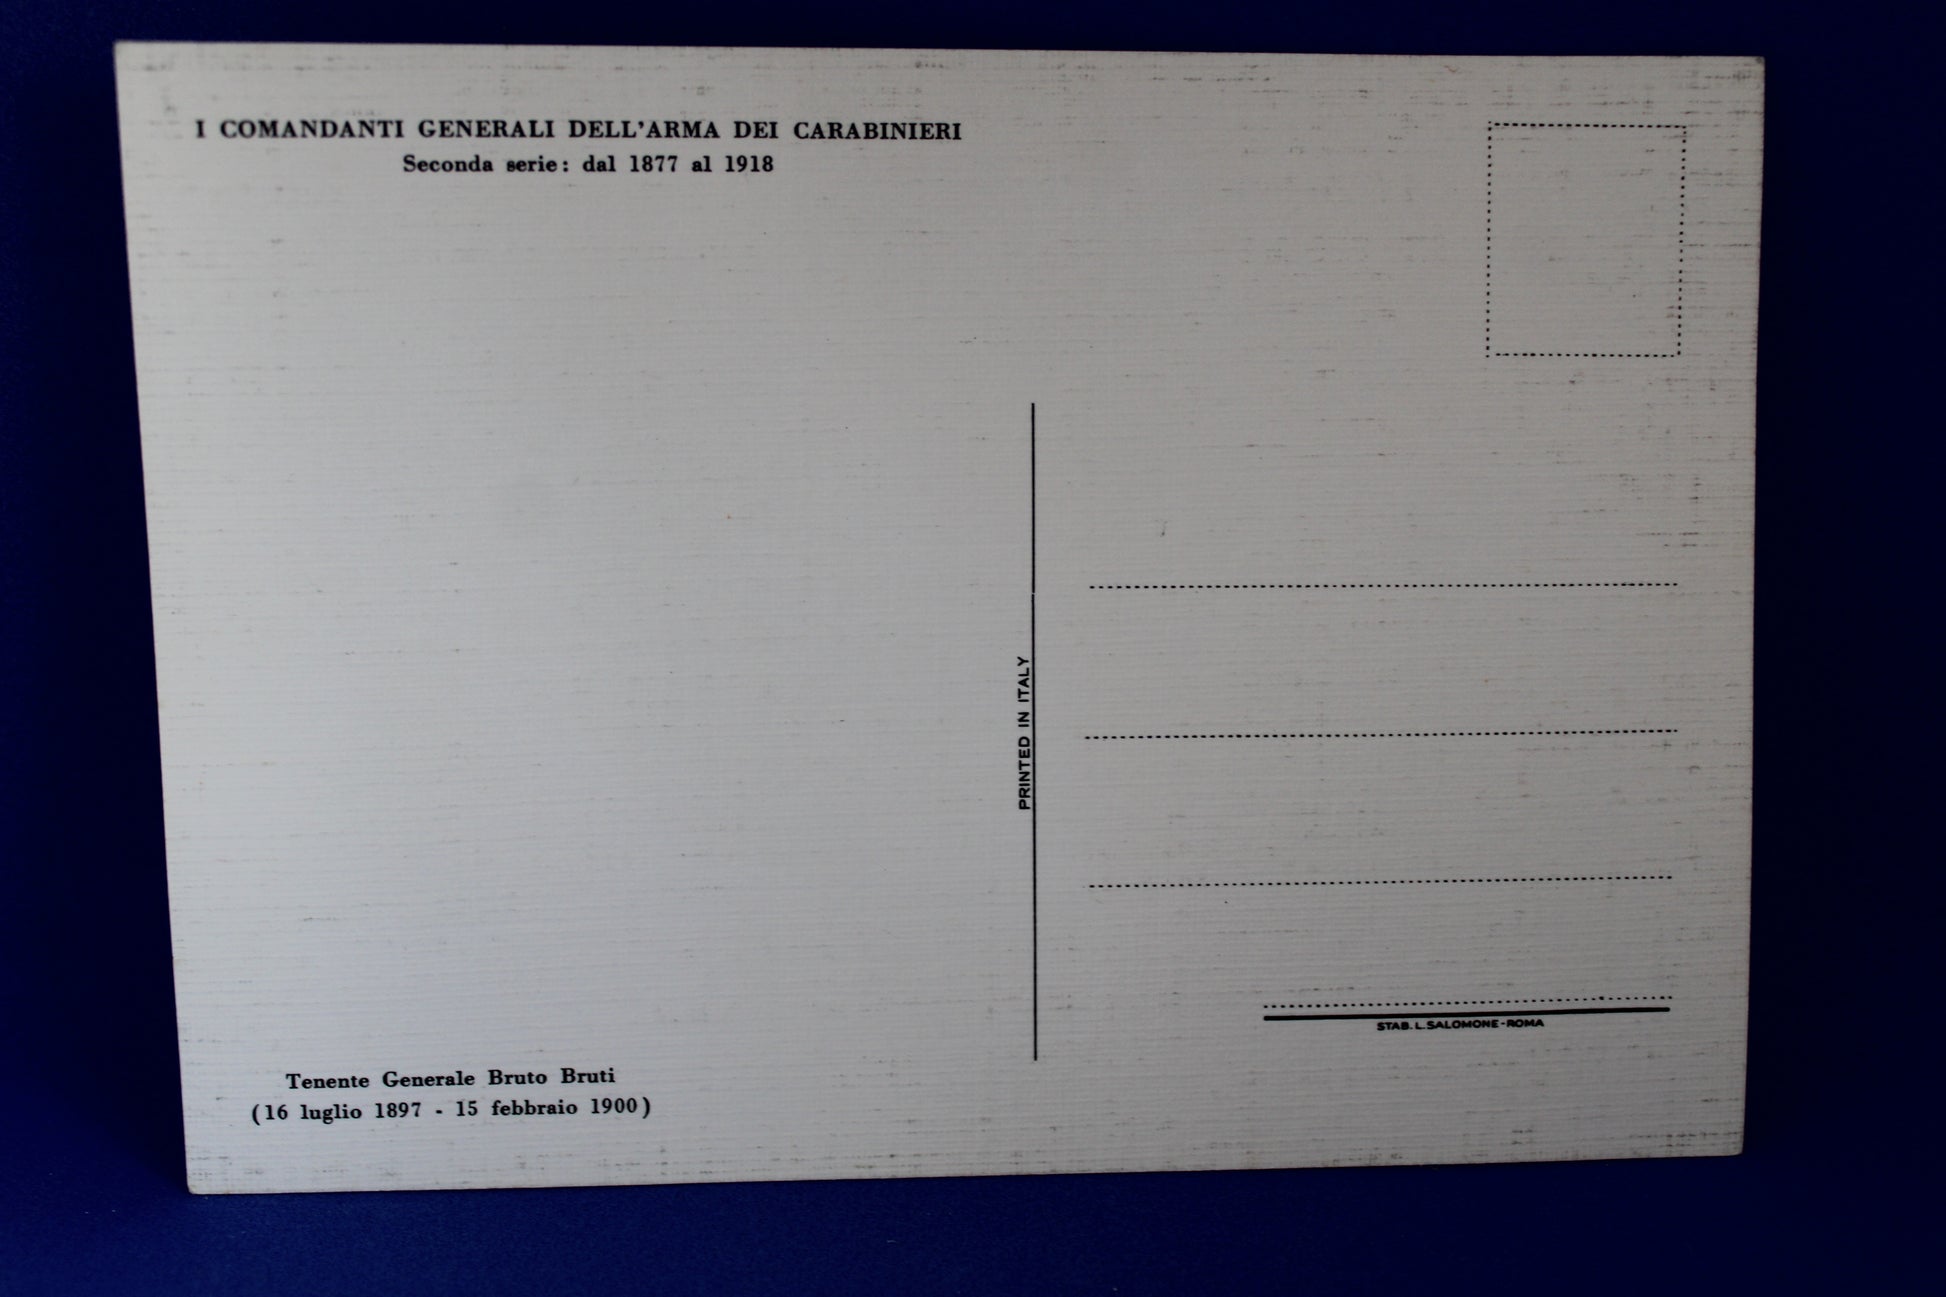 I COMANDANTI GENERALI DELL'ARMA DEI CARABINIERI
Seconda serie: dal 1877 al 1918
PRINTED IN ITALY
STAB. L. SALOMONE-ROMA
Tenente Generale Bruto Bruti
(16 luglio 1897 - 15 febbraio 1900)